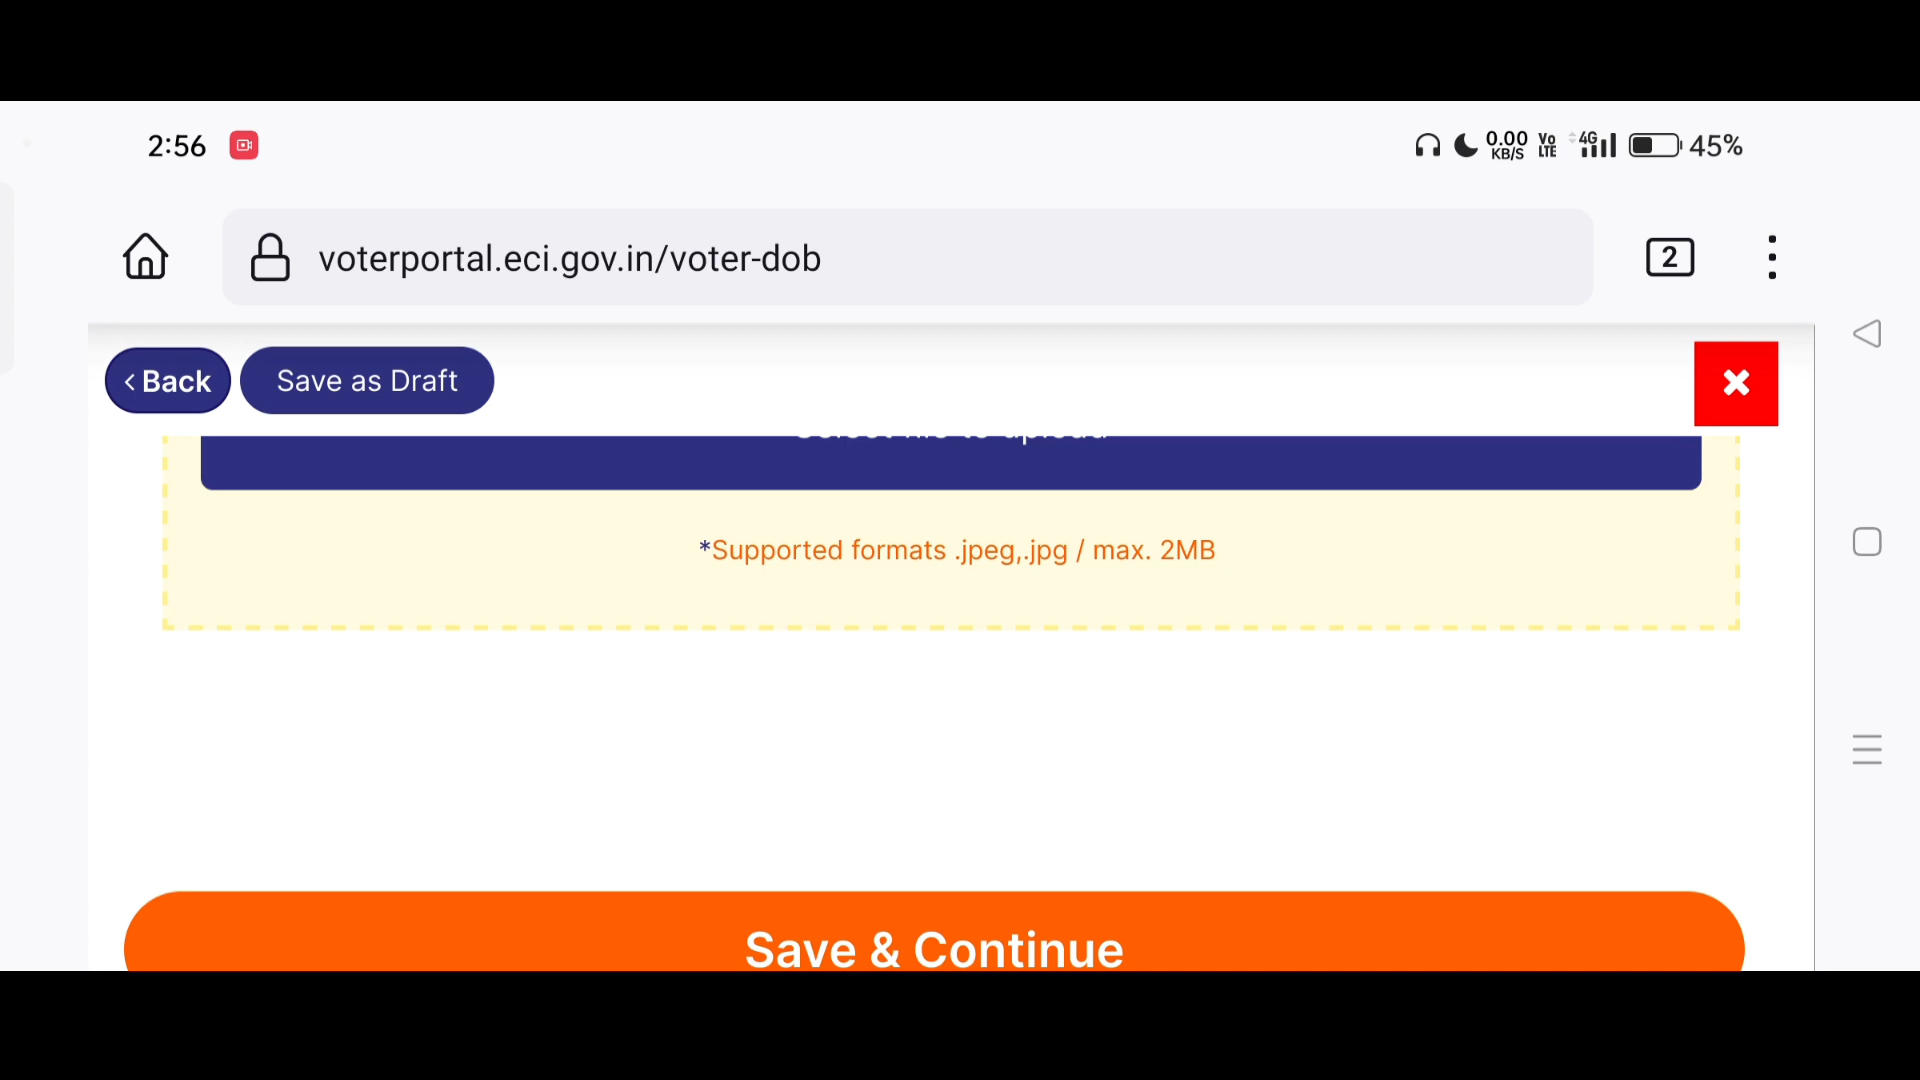 2:56
0.00 KB/S Vo LTE 4G 45%
voterportal.eci.gov.in/voter-dob
2
Back
Save as Draft
*Supported formats .jpeg,.jpg / max. 2MB
Save & Continue